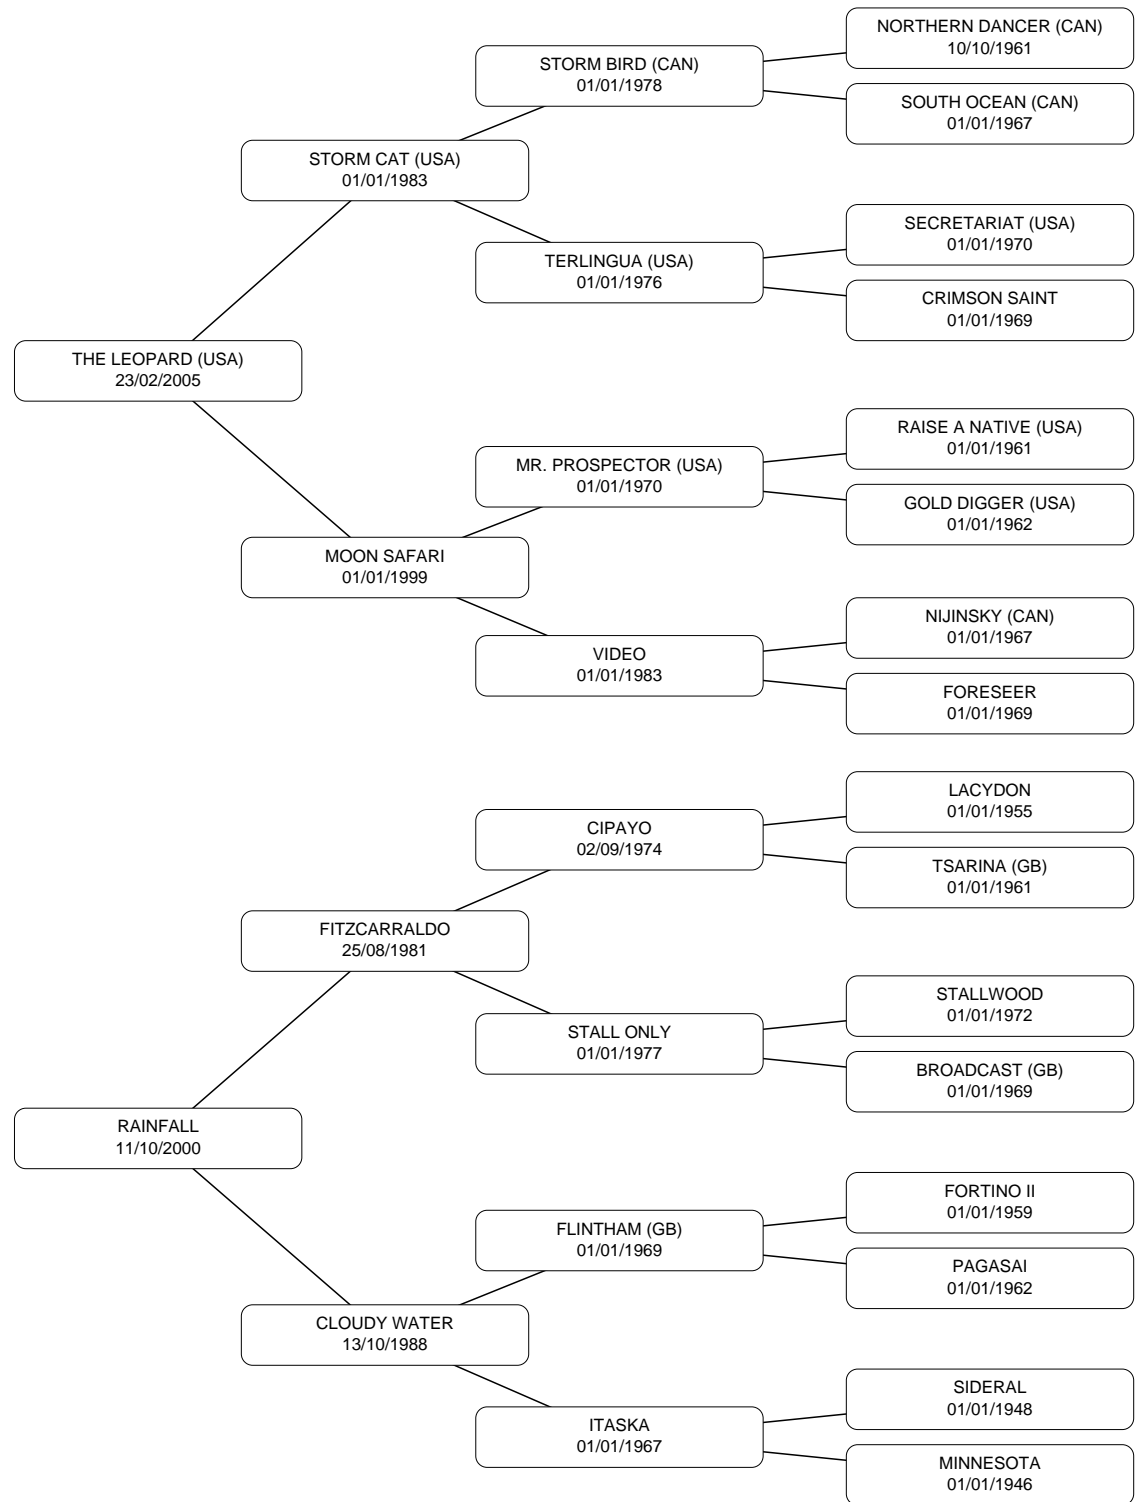 NORTHERN DANCER (CAN)
10/10/1961
STORM BIRD (CAN)
01/01/1978
SOUTH OCEAN (CAN)
01/01/1967
STORM CAT (USA)
01/01/1983
SECRETARIAT (USA)
01/01/1970
TERLINGUA (USA)
01/01/1976
CRIMSON SAINT
01/01/1969
THE LEOPARD (USA)
23/02/2005
RAISE A NATIVE (USA)
01/01/1961
MR. PROSPECTOR (USA)
01/01/1970
GOLD DIGGER (USA)
01/01/1962
MOON SAFARI
01/01/1999
NIJINSKY (CAN)
01/01/1967
VIDEO
01/01/1983
FORESEER
01/01/1969
LACYDON
01/01/1955
CIPAYO
02/09/1974
TSARINA (GB)
01/01/1961
FITZCARRALDO
25/08/1981
STALLWOOD
01/01/1972
STALL ONLY
01/01/1977
BROADCAST (GB)
01/01/1969
RAINFALL
11/10/2000
FORTINO II
01/01/1959
FLINTHAM (GB)
01/01/1969
PAGASAI
01/01/1962
CLOUDY WATER
13/10/1988
SIDERAL
01/01/1948
ITASKA
01/01/1967
MINNESOTA
01/01/1946